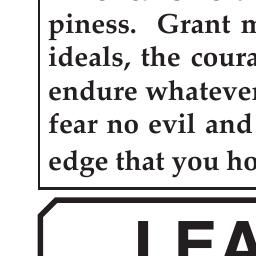 piness. Grant m
ideals, the coura
endure whatever
fear no evil and
edge that you ho
LEA